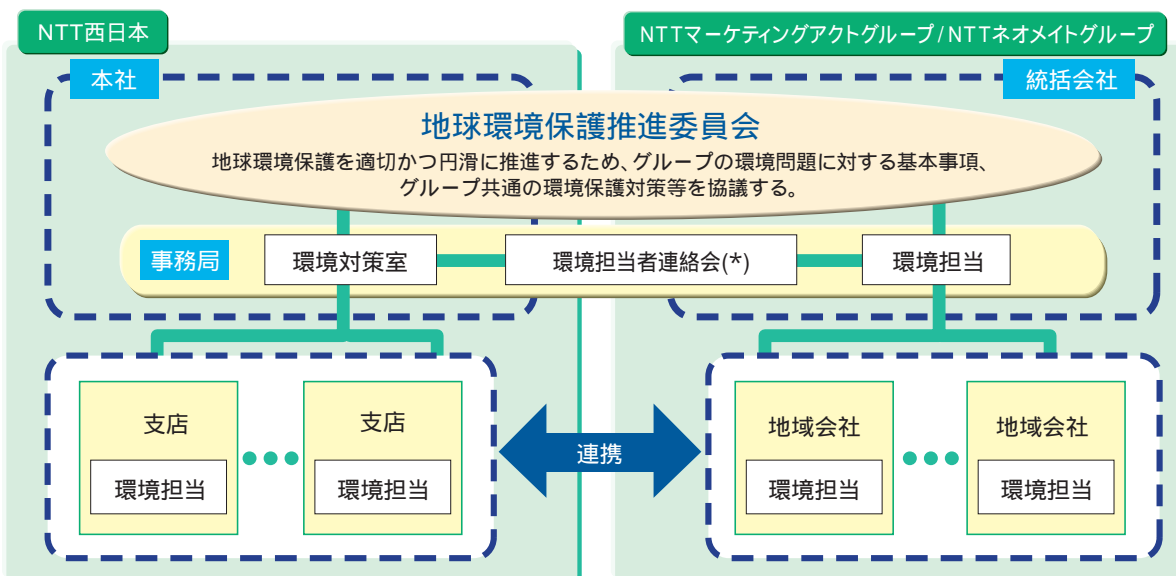 NTT西日本
NTTマーケティングアクトグループ/NTTネオメイトグループ
本社
統括会社
地球環境保護推進委員会
地球環境保護を適切かつ円滑に推進するため、グループの環境問題に対する基本事項、
グループ共通の環境保護対策等を協議する。
事務局
環境対策室
環境担当者連絡会(*)
環境担当
支店
環境担当
支店
環境担当
連携
地域会社
環境担当
地域会社
環境担当